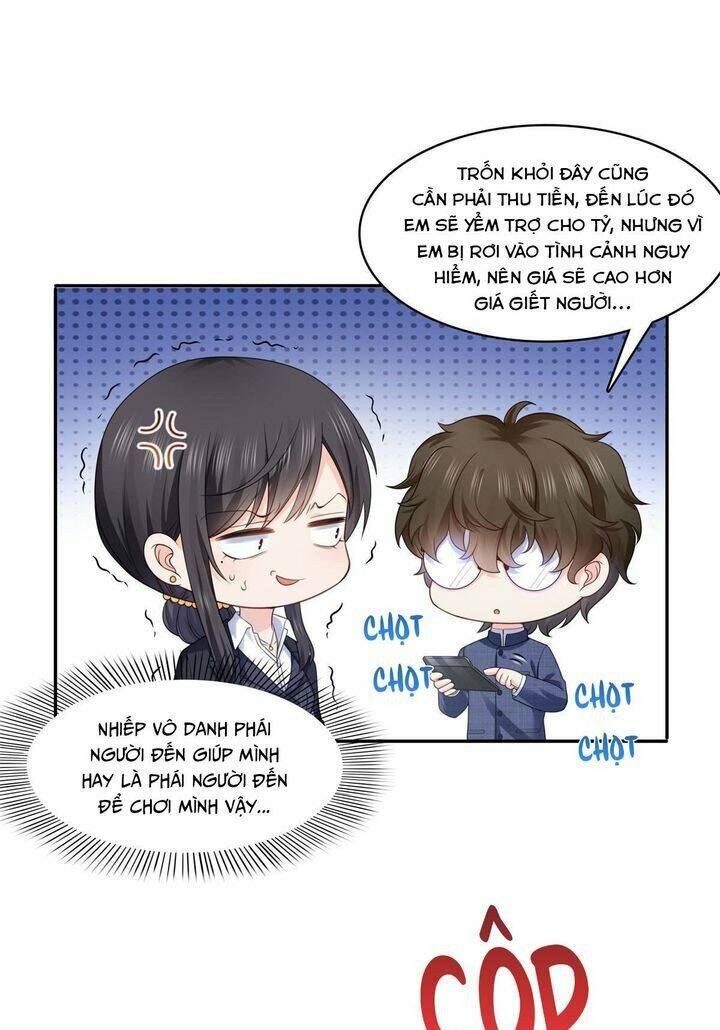 TRỐN KHỎI ĐÂY CŨNG
CẦN PHẢI THU TIỀN, ĐẾN LÚC ĐÓ
EM SẼ YỂM TRỢ CHO TỶ, NHƯNG VÌ
EM BỊ RƠI VÀO TÌNH CẢNH NGUY
HIỂM, NÊN GIÁ SẼ CAO HƠN
GIÁ GIẾT NGƯỜI...
CHỌT
CHỌT
CHỌT
CHỌT
NHIẾP VÔ DANH PHÁI
NGƯỜI ĐẾN GIÚP MÌNH
HAY LÀ PHÁI NGƯỜI ĐẾN
ĐỂ CHƠI MÌNH VẬY...
CỘP